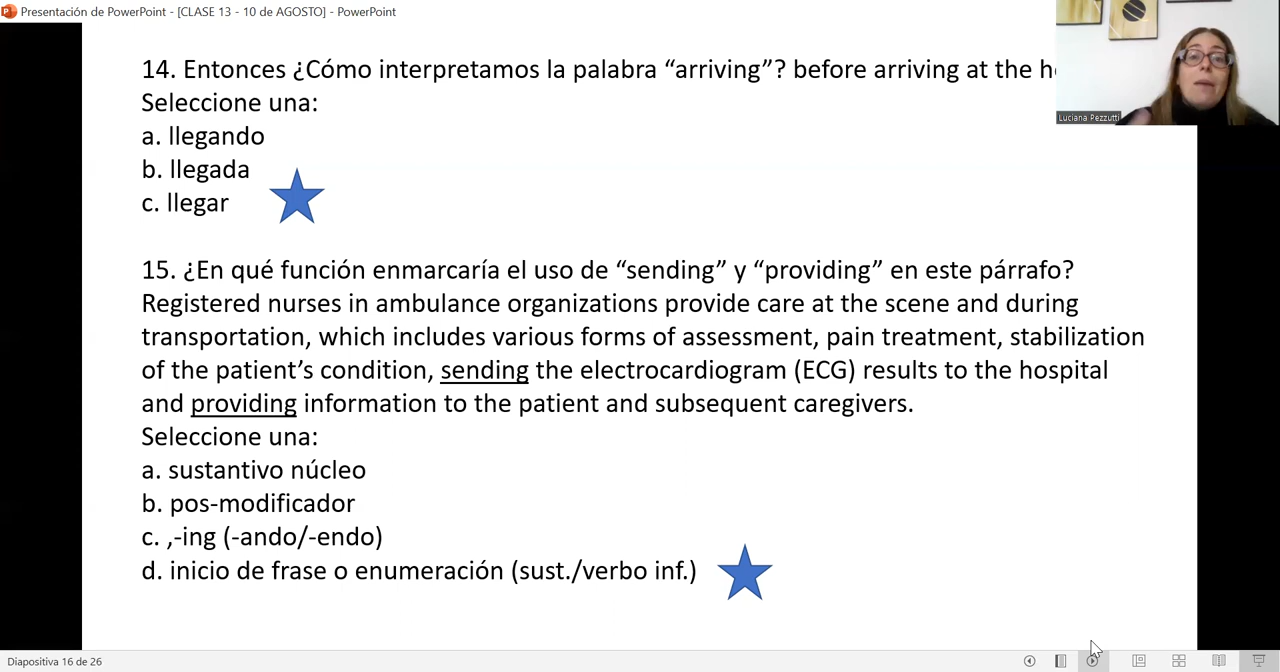 Presentación de PowerPoint - [CLASE 13 - 10 de AGOSTO] - PowerPoint
14. Entonces ¿Cómo interpretamos la palabra “arriving”? before arriving at the
Seleccione una:
a. llegando
b. llegada
c. llegar
Luciana Pezzutti
15. ¿En qué función enmarcaría el uso de “sending” y “providing” en este párrafo?
Registered nurses in ambulance organizations provide care at the scene and during
transportation, which includes various forms of assessment, pain treatment, stabilization
of the patient’s condition, sending the electrocardiogram (ECG) results to the hospital
and providing information to the patient and subsequent caregivers.
Seleccione una:
a. sustantivo núcleo
b. pos-modificador
c. ,-ing (-ando/-endo)
d. inicio de frase o enumeración (sust./verbo inf.)
Diapositiva 16 de 26